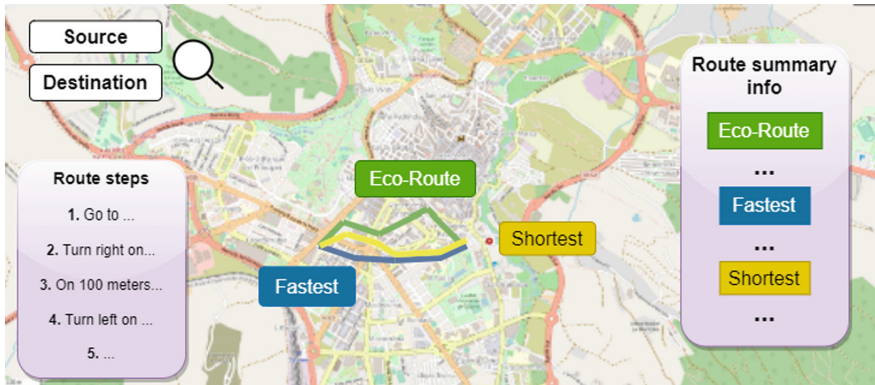 Source
Destination
Route steps
1. Go to ...
2. Turn right on...
3. On 100 meters...
4. Turn left on ...
5. ...
Eco-Route
Shortest
Fastest
Route summary
info
Eco-Route
...
Fastest
...
Shortest
...